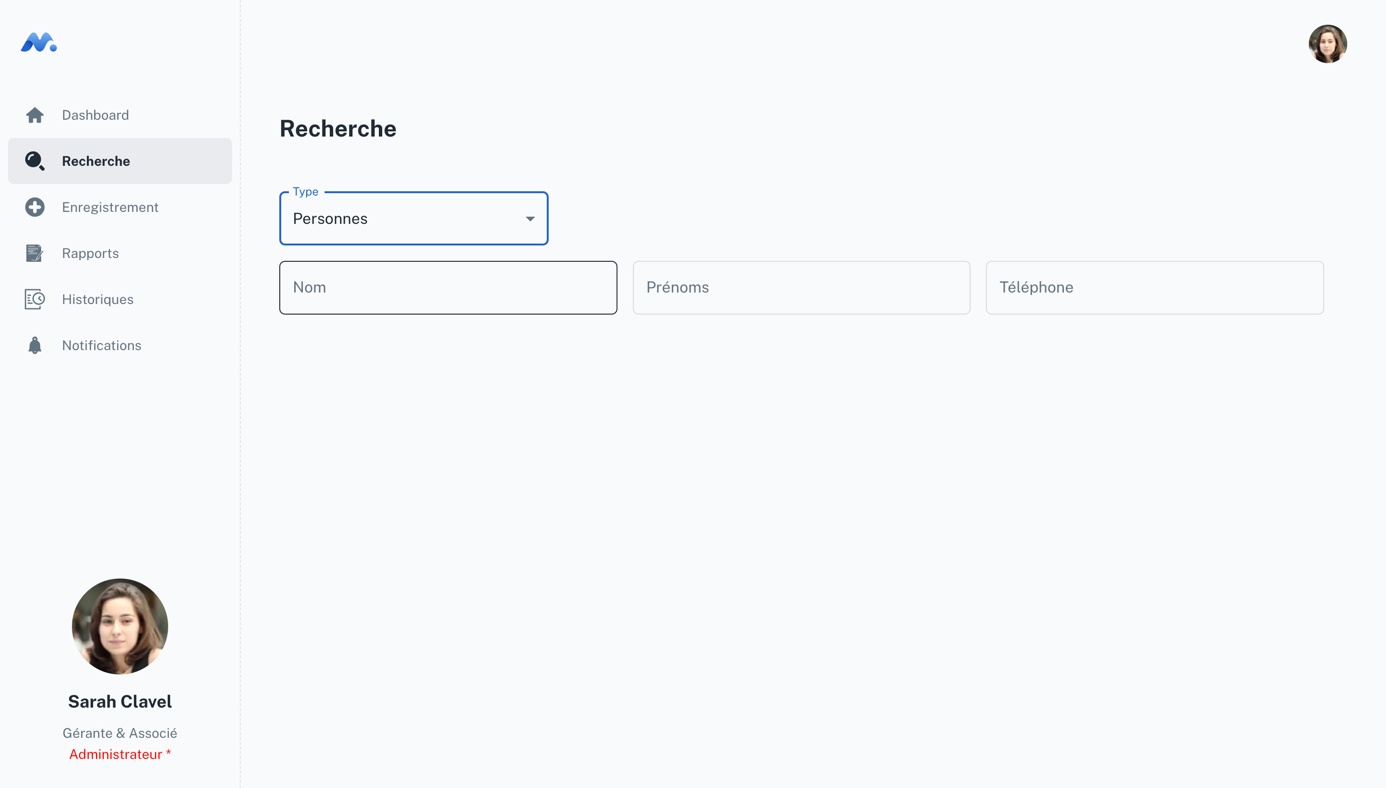 Dashboard
Recherche
Enregistrement
Rapports
Historiques
Notifications
Sarah Clavel
Gérante & Associé
Administrateur *
Recherche
Type
Personnes
Nom
Prénoms
Téléphone